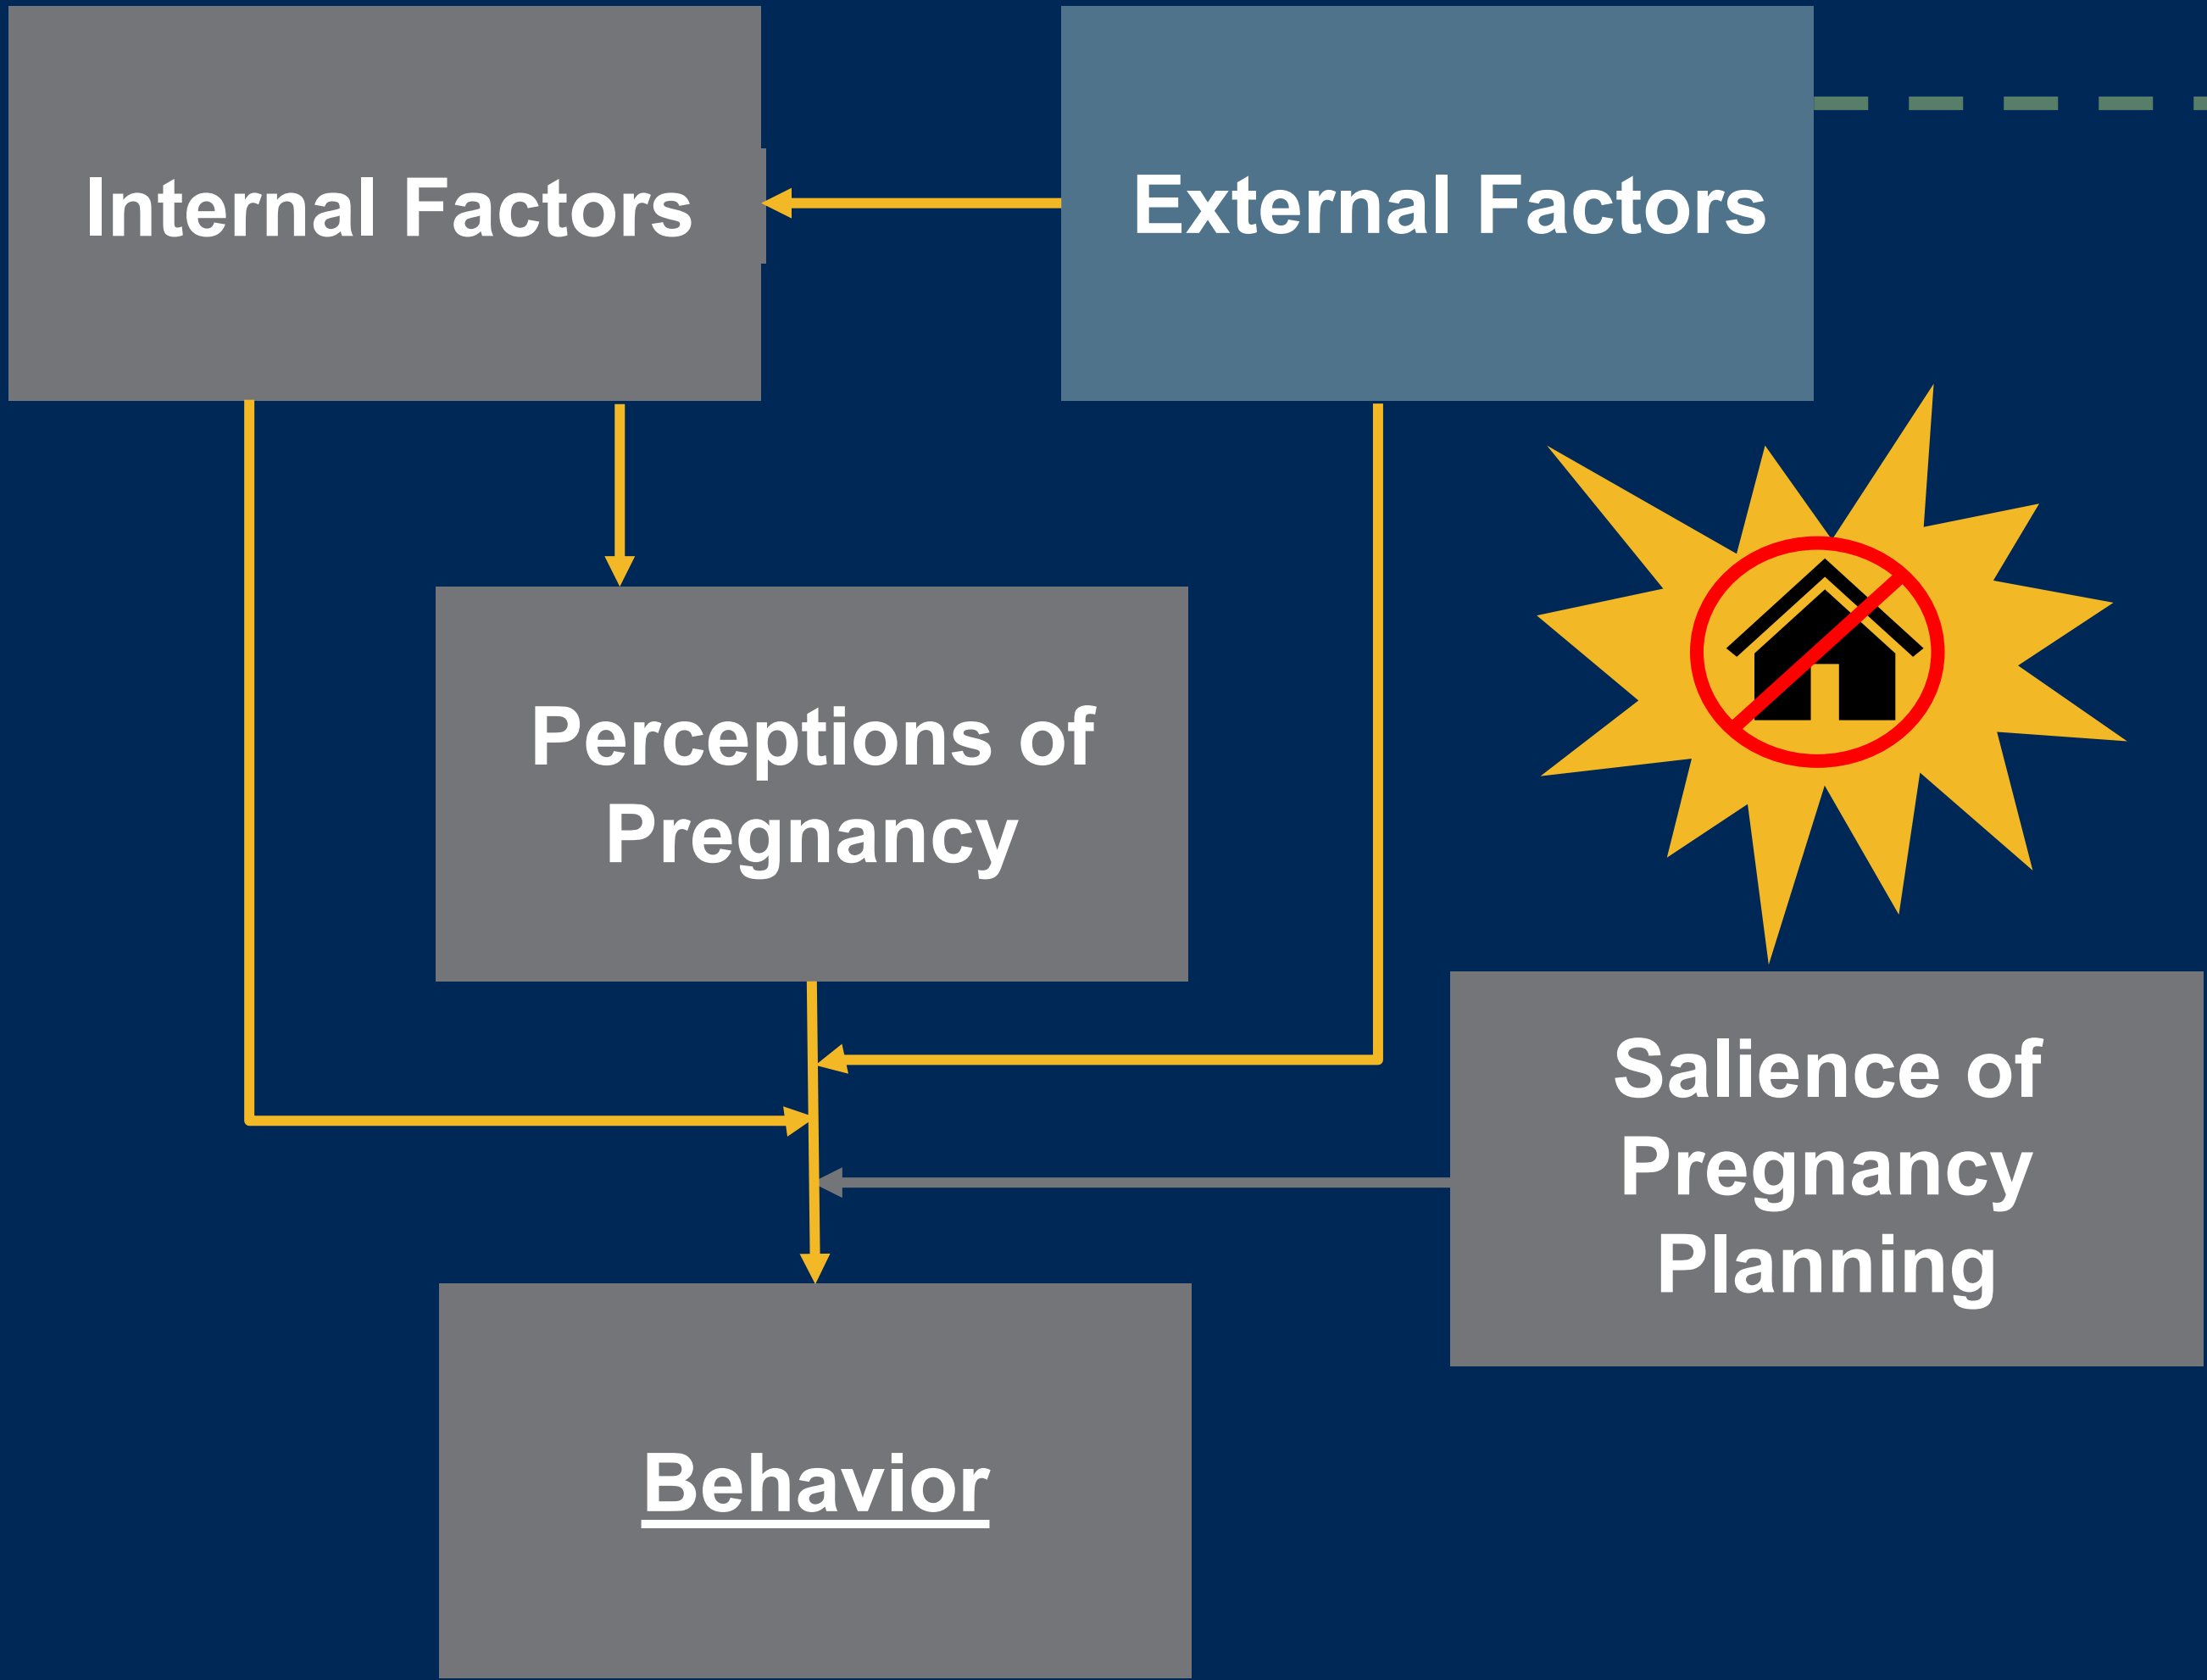 Internal Factors
External Factors
Perceptions of
Pregnancy
Salience of
Pregnancy
Planning
Behavior